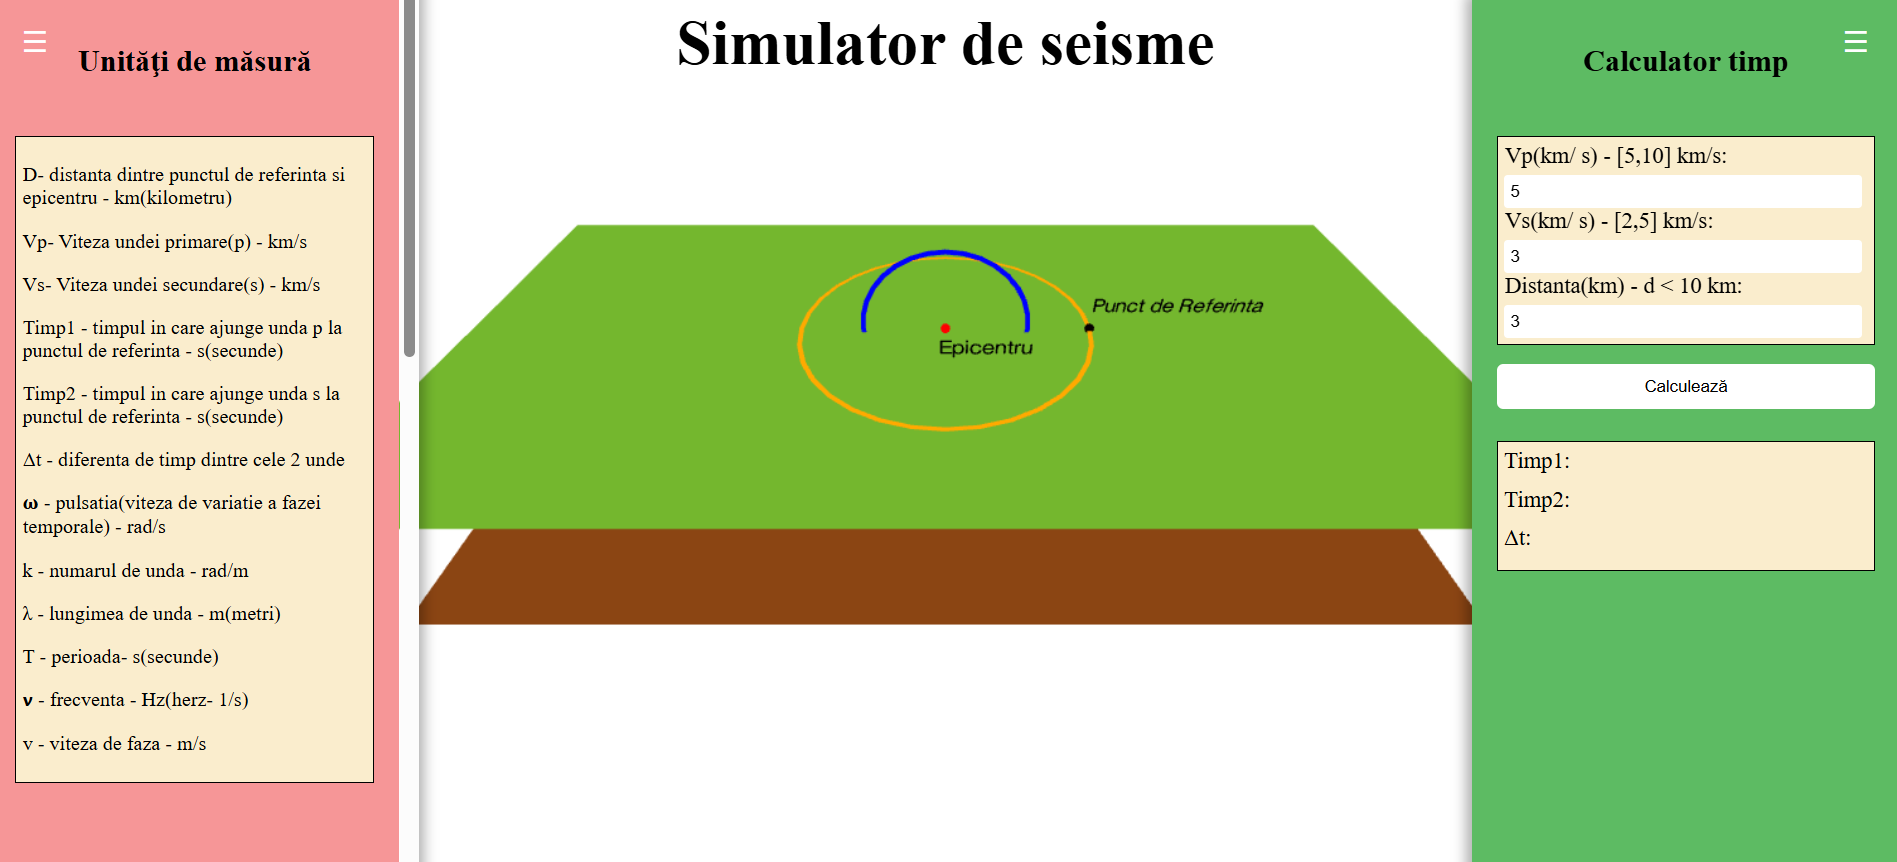 ☰
Unităţi de măsură
D- distanta dintre punctul de referinta si
epicentru - km(kilometru)
Vp- Viteza undei primare(p) - km/s
Vs- Viteza undei secundare(s) - km/s
Timp1 - timpul in care ajunge unda p la
punctul de referinta - s(secunde)
Timp2 - timpul in care ajunge unda s la
punctul de referinta - s(secunde)
Δt - diferenta de timp dintre cele 2 unde
ω - pulsatia(viteza de variatie a fazei
temporale) - rad/s
k - numarul de unda - rad/m
λ - lungimea de unda - m(metri)
T - perioada- s(secunde)
ν - frecventa - Hz(herz- 1/s)
v - viteza de faza - m/s
Simulator de seisme
Punct de Referinta
Epicentru
☰
Calculator timp
Vp(km/ s) - [5,10] km/s:
5
Vs(km/ s) - [2,5] km/s:
3
Distanta(km) - d < 10 km:
3
Calculează
Timp1:
Timp2:
Δt: